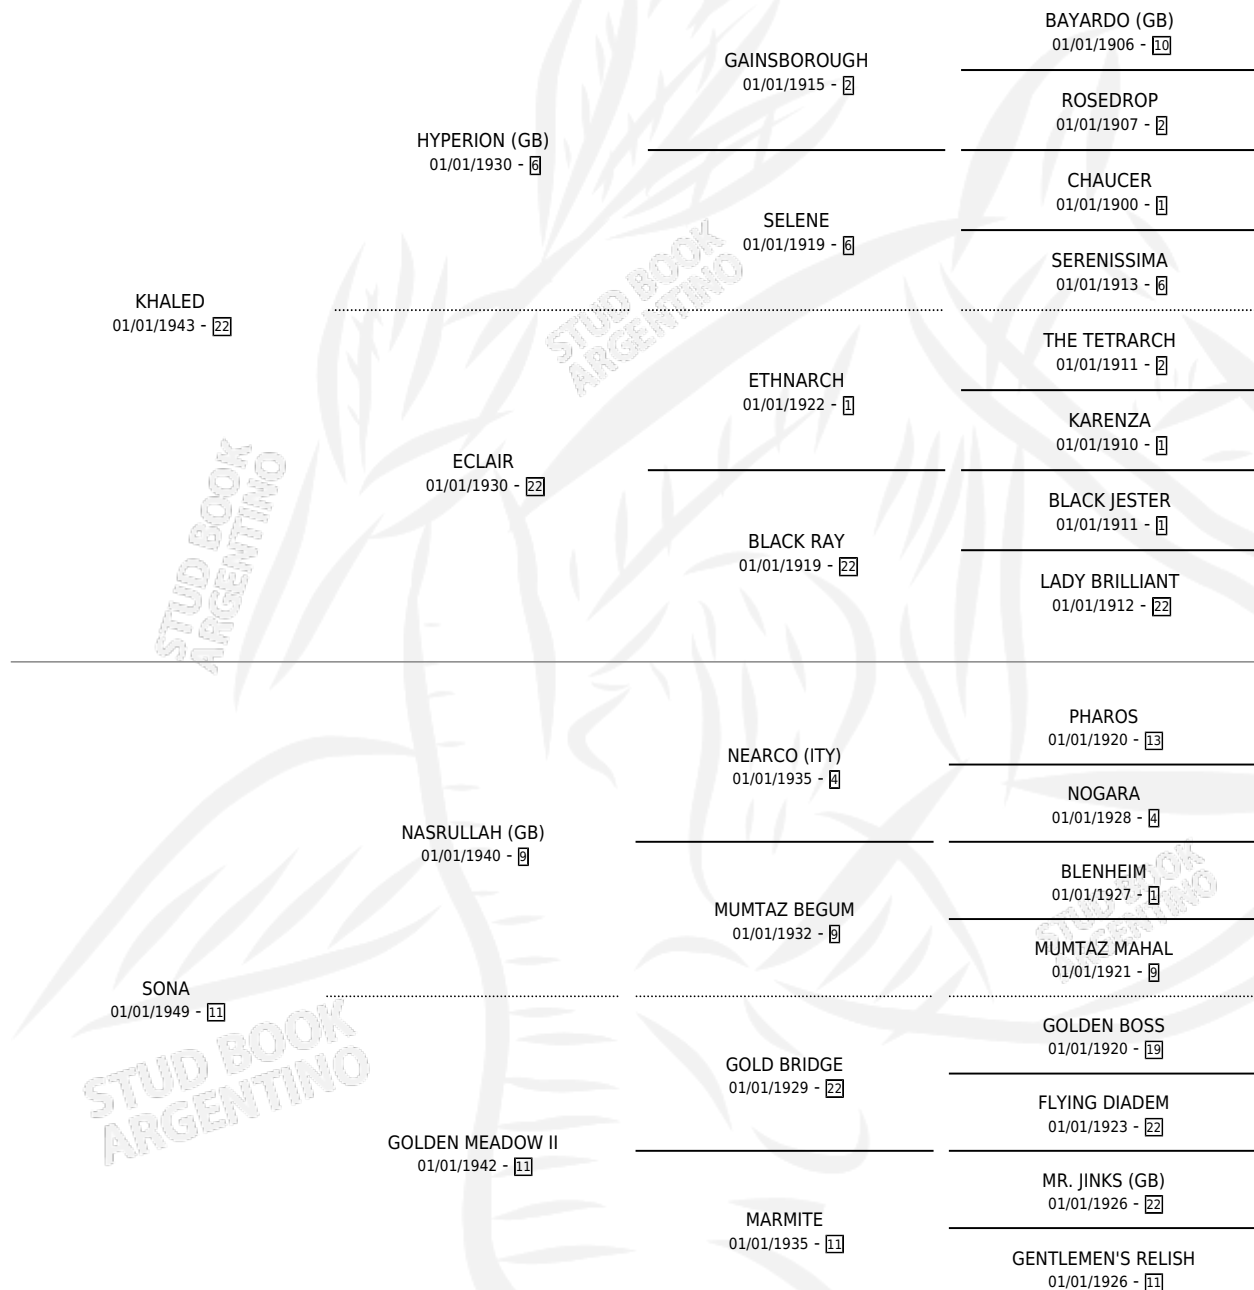 BAYARDO (GB)
01/01/1906 - 10
GAINSBOROUGH
01/01/1915 - 2
ROSEDROP
01/01/1907 - 2
HYPERION (GB)
01/01/1930 - 6
CHAUCER
01/01/1900 - 1
SELENE
01/01/1919 - 6
SERENISSIMA
01/01/1913 - 6
KHALED
01/01/1943 - 22
THE TETRARCH
01/01/1911 - 2
ETHNARCH
01/01/1922 - 1
KARENZA
01/01/1910 - 1
ECLAIR
01/01/1930 - 22
BLACK JESTER
01/01/1911 - 1
BLACK RAY
01/01/1919 - 22
LADY BRILLIANT
01/01/1912 - 22
STUD BOOK
ARGENTINO
STUD BOOK
ARGENTINO
PHAROS
01/01/1920 - 13
NEARCO (ITY)
01/01/1935 - 4
NOGARA
01/01/1928 - 4
NASRULLAH (GB)
01/01/1940 - 9
BLENHEIM
01/01/1927 - 1
MUMTAZ BEGUM
01/01/1932 - 9
MUMTAZ MAHAL
01/01/1921 - 9
STUD BOOK
ARGENTINO
SONA
01/01/1949 - 11
GOLDEN BOSS
01/01/1920 - 19
GOLD BRIDGE
01/01/1929 - 22
FLYING DIADEM
01/01/1923 - 22
STUD BOOK
ARGENTINO
GOLDEN MEADOW II
01/01/1942 - 11
MR. JINKS (GB)
01/01/1926 - 22
MARMITE
01/01/1935 - 11
GENTLEMEN'S RELISH
01/01/1926 - 11